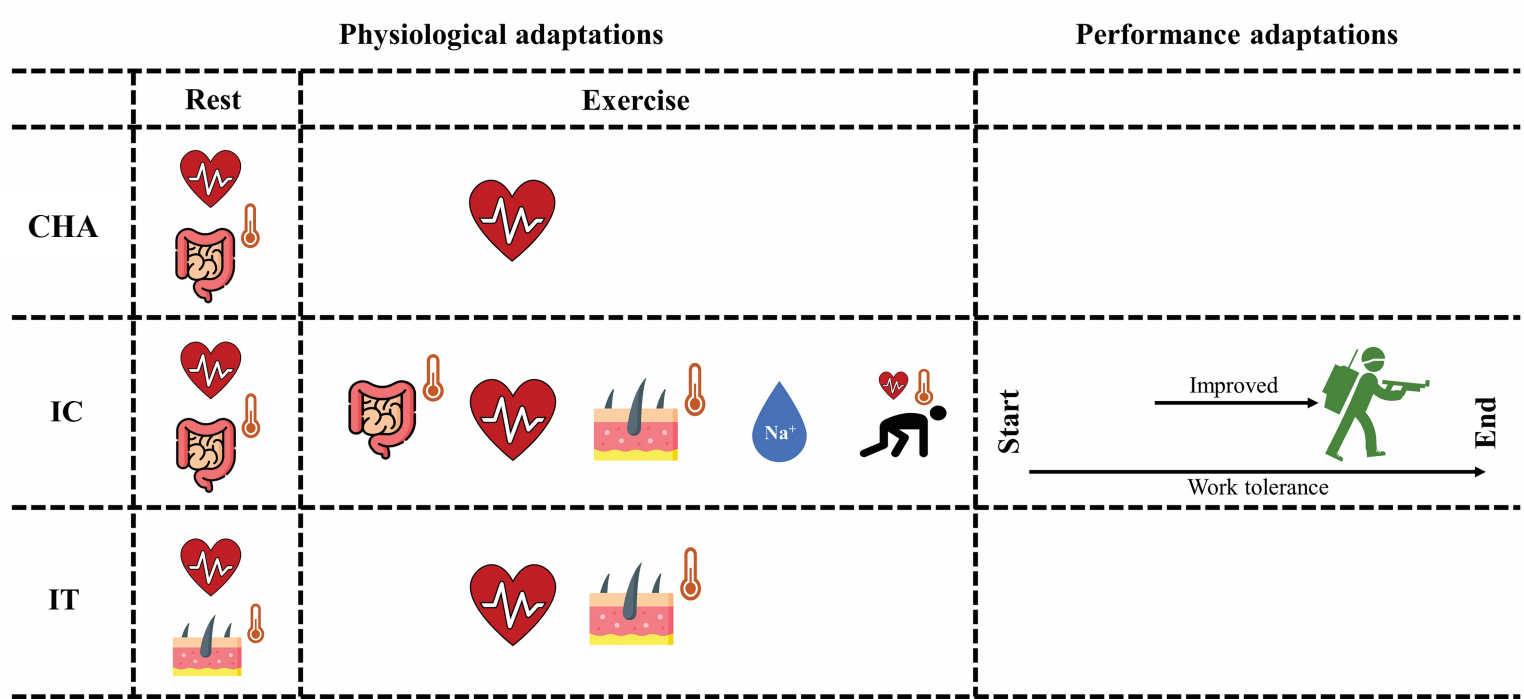 Physiological adaptations
Performance adaptations
Rest
Exercise
CHA
IC
Na⁺
Start
Improved
End
Work tolerance
IT